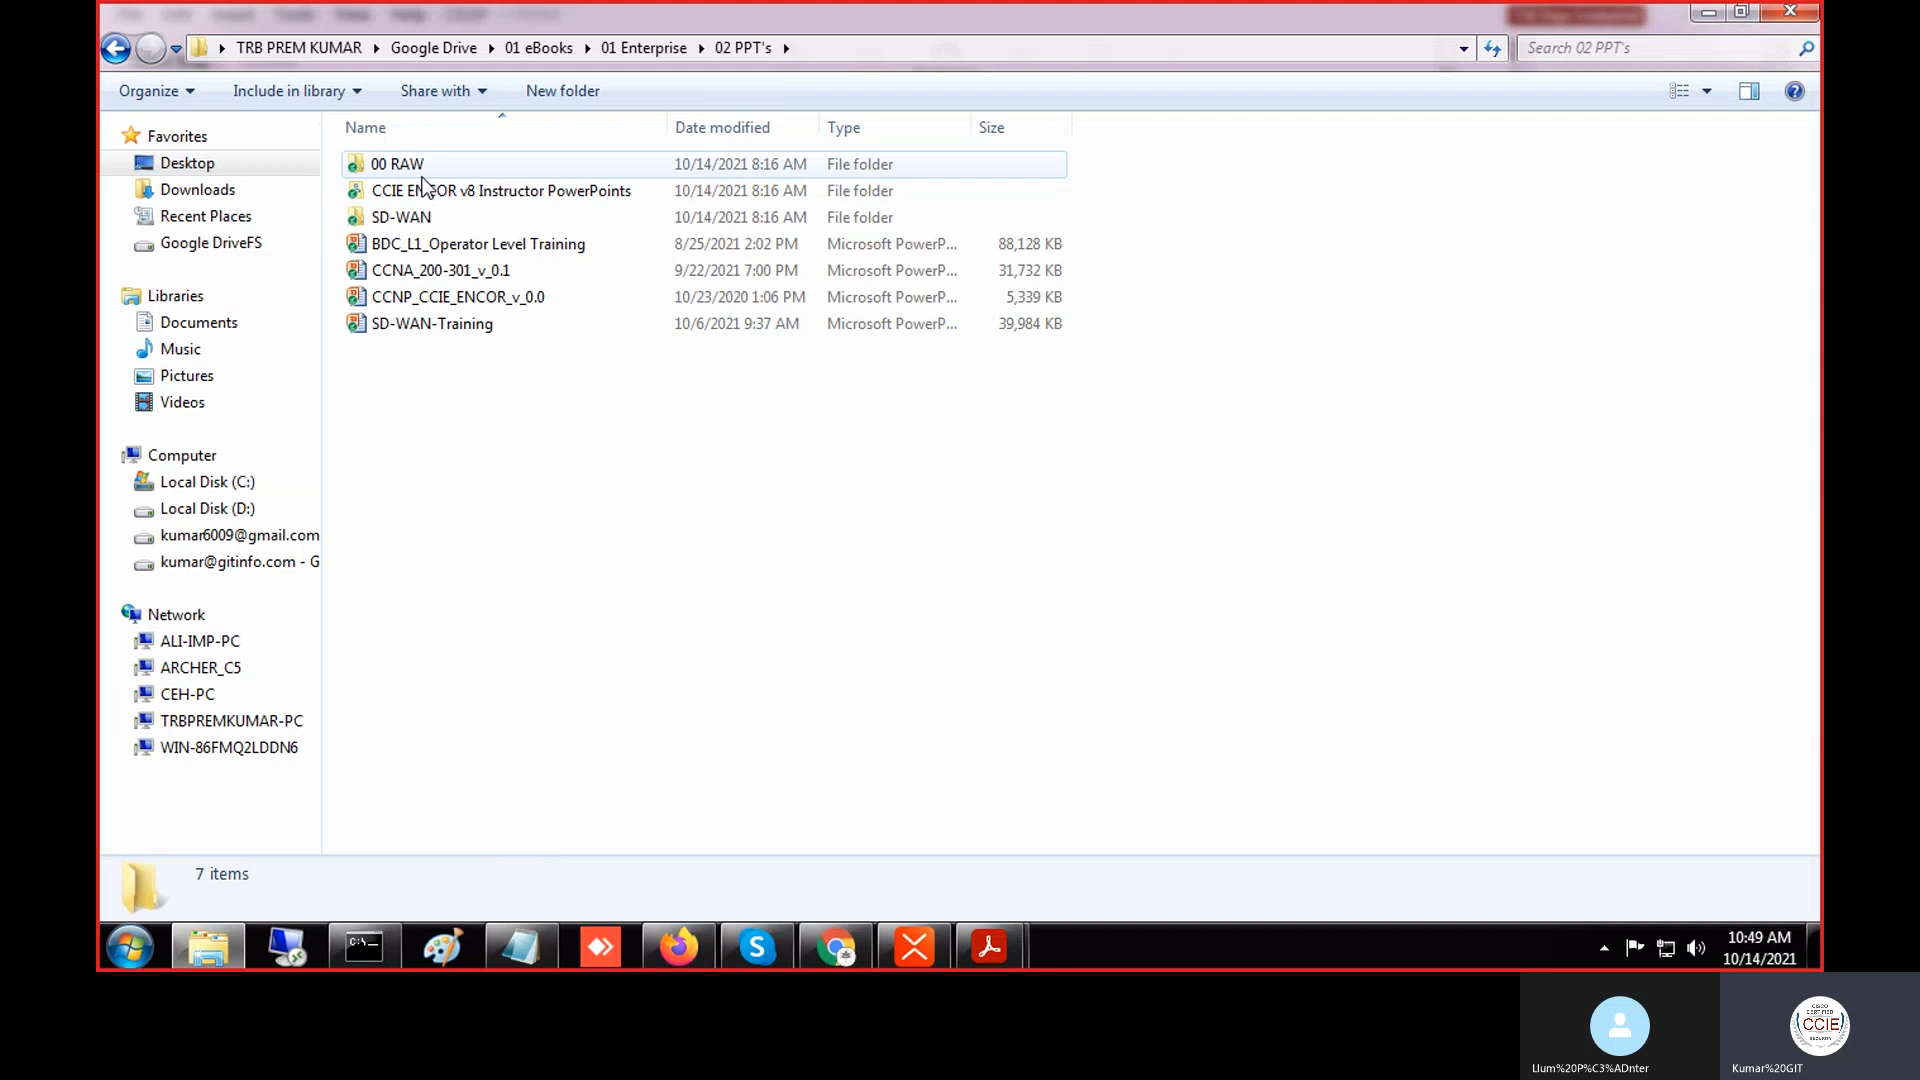 TRB PREM KUMAR Google Drive 01 eBooks 01 Enterprise 02 PPT's Search 02 PPT's
Organize Include in library Share with New folder
Name Date modified Type Size
Favorites
Desktop
Downloads
Recent Places
Google DriveFS
Libraries
Documents
Music
Pictures
Videos
Computer
Local Disk (C:)
Local Disk (D:)
kumar6009@gmail.com
kumar@gitinfo.com - G
Network
ALI-IMP-PC
ARCHER_C5
CEH-PC
TRBPREMKUMAR-PC
WIN-86FMQ2LDDN6
00 RAW 10/14/2021 8:16 AM File folder
CCIE ENCOR v8 Instructor PowerPoints 10/14/2021 8:16 AM File folder
SD-WAN 10/14/2021 8:16 AM File folder
BDC_L1_Operator Level Training 8/25/2021 2:02 PM Microsoft PowerP... 88,128 KB
CCNA_200-301_v_0.1 9/22/2021 7:00 PM Microsoft PowerP... 31,732 KB
CCNP_CCIE_ENCOR_v_0.0 10/23/2020 1:06 PM Microsoft PowerP... 5,339 KB
SD-WAN-Training 10/6/2021 9:37 AM Microsoft PowerP... 39,984 KB
7 items
C:\
10:49 AM
10/14/2021
CISCO
CERTIFIED
CCIE
SECURITY
Llum%20P%C3%ADnter
Kumar%20GIT